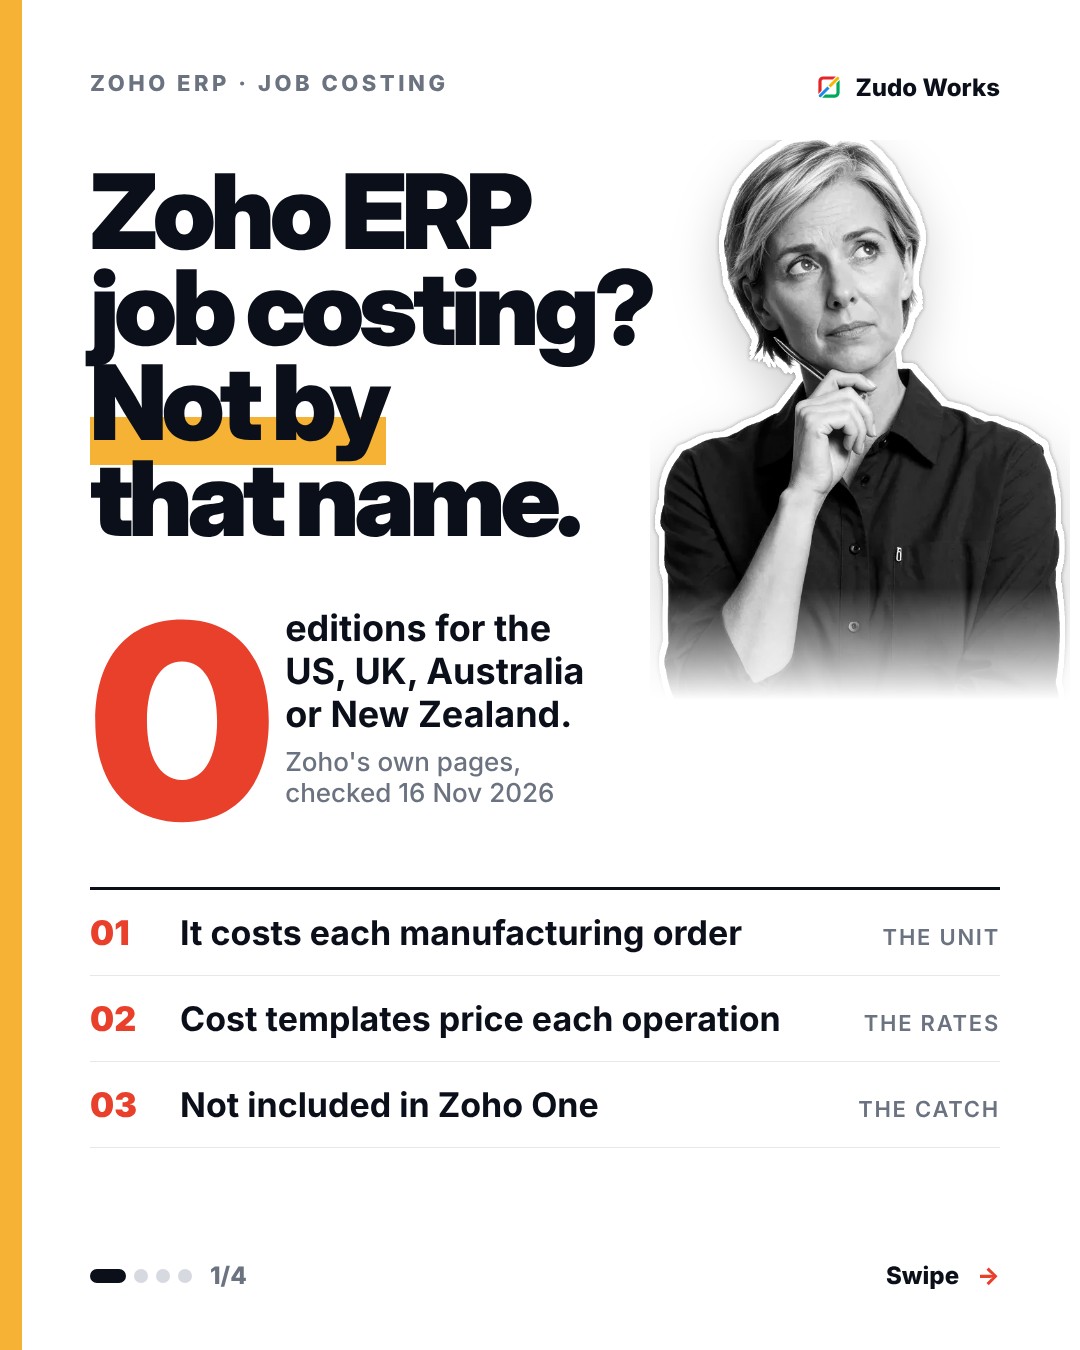 ZOHO ERP · JOB COSTING
Zudo Works
Zoho ERP
job costing?
Not by
that name.
0
editions for the
US, UK, Australia
or New Zealand.
Zoho's own pages,
checked 16 Nov 2026
01 It costs each manufacturing order THE UNIT
02 Cost templates price each operation THE RATES
03 Not included in Zoho One THE CATCH
1/4
Swipe →